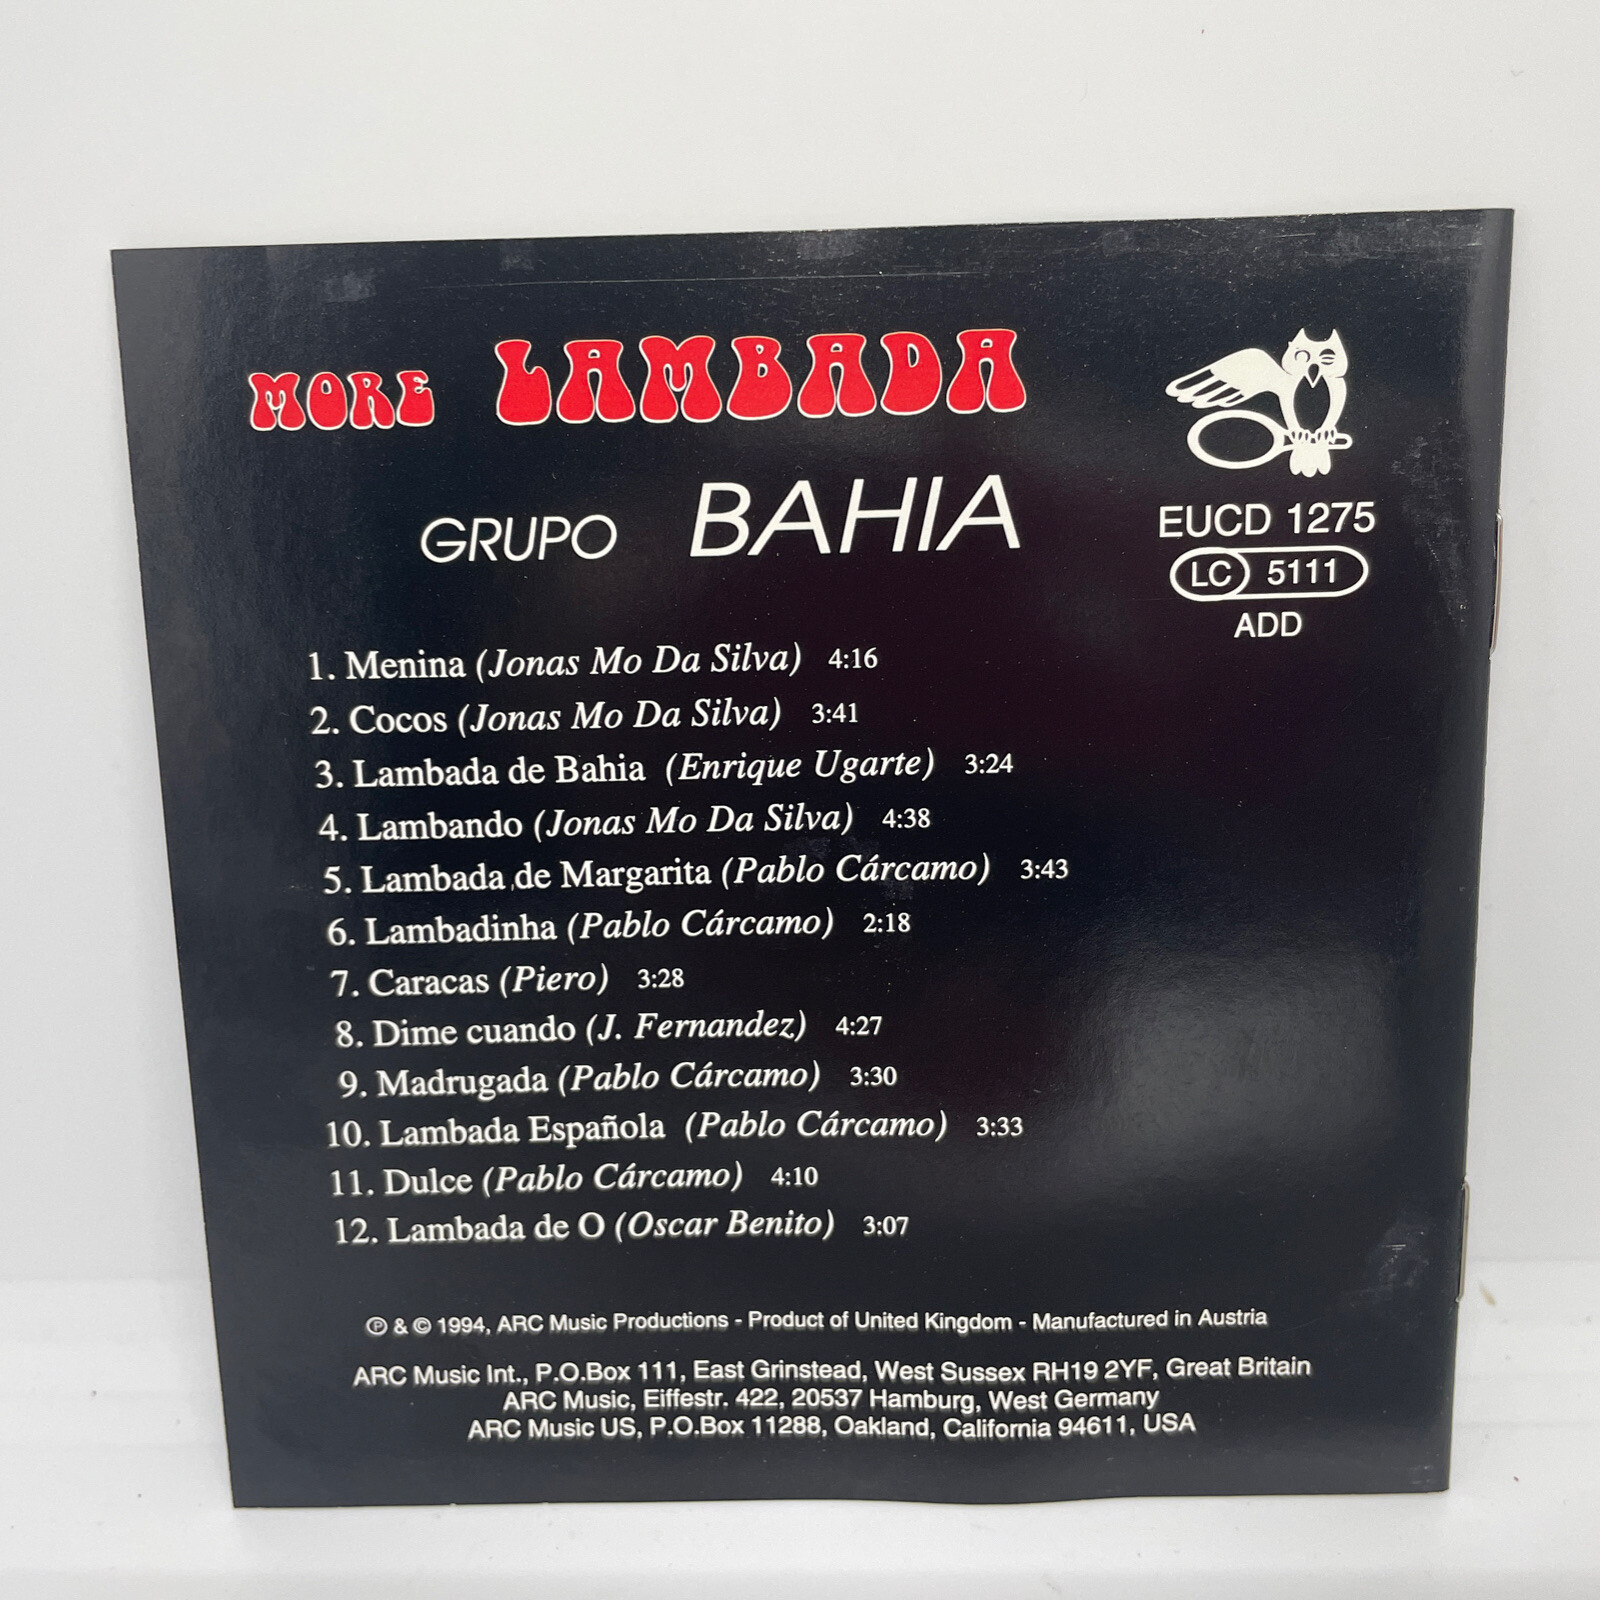 MORE LAMBADA
GRUPO BAHIA
EUCD 1275
LC 5111
ADD
1. Menina (Jonas Mo Da Silva) 4:16
2. Cocos (Jonas Mo Da Silva) 3:41
3. Lambada de Bahia (Enrique Ugarte) 3:24
4. Lambando (Jonas Mo Da Silva) 4:38
5. Lambada de Margarita (Pablo Cárcamo) 3:43
6. Lambadinha (Pablo Cárcamo) 2:18
7. Caracas (Piero) 3:28
8. Dime cuando (J. Fernandez) 4:27
9. Madrugada (Pablo Cárcamo) 3:30
10. Lambada Española (Pablo Cárcamo) 3:33
11. Dulce (Pablo Cárcamo) 4:10
12. Lambada de O (Oscar Benito) 3:07
℗ & © 1994, ARC Music Productions - Product of United Kingdom - Manufactured in Austria
ARC Music Int., P.O.Box 111, East Grinstead, West Sussex RH19 2YF, Great Britain
ARC Music, Eiffestr. 422, 20537 Hamburg, West Germany
ARC Music US, P.O.Box 11288, Oakland, California 94611, USA